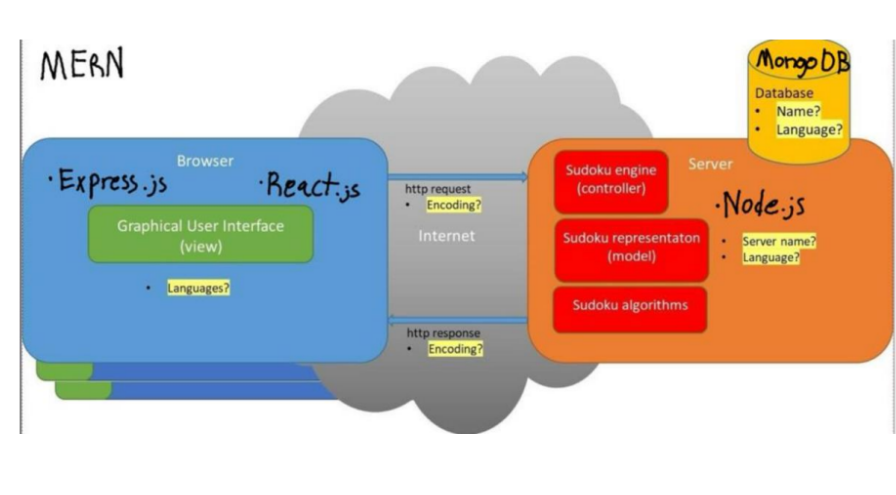 MERN
MongoDB
Database
• Name?
• Language?
Browser
• Express.js
• React.js
Graphical User Interface
(view)
• Languages?
http request
• Encoding?
Internet
http response
• Encoding?
Server
Sudoku engine
(controller)
Sudoku representaton
(model)
Sudoku algorithms
• Node.js
• Server name?
• Language?